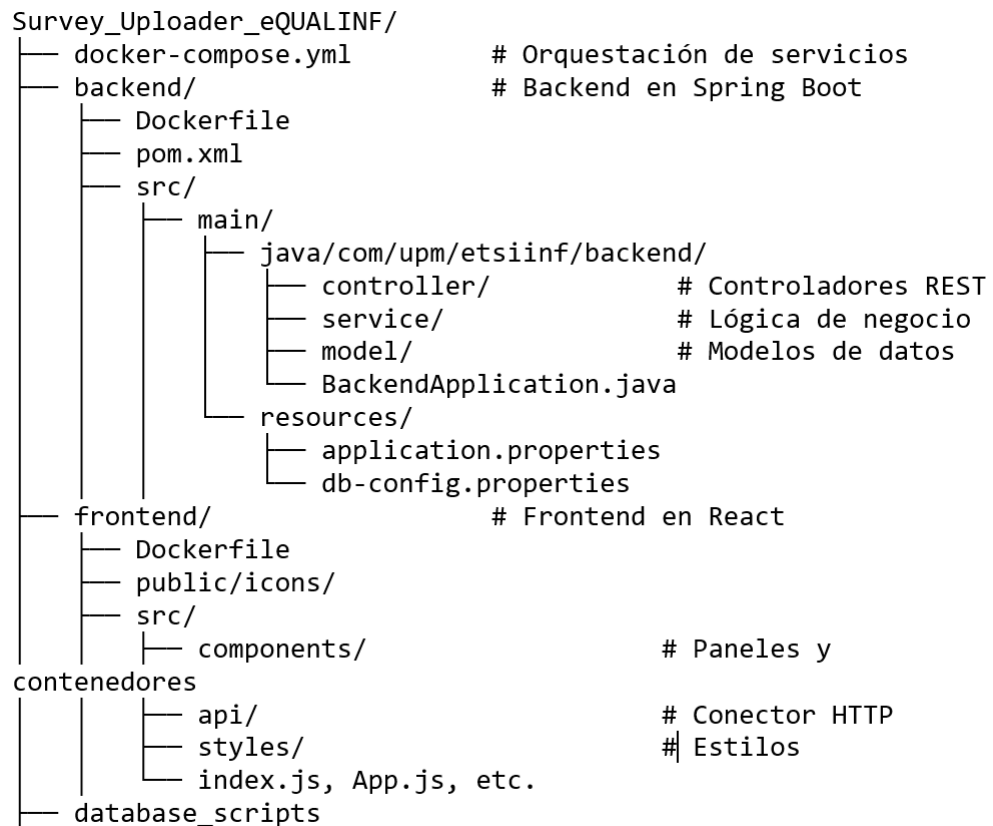 Survey_Uploader_eQUALINF/
├── docker-compose.yml         # Orquestación de servicios
├── backend/                   # Backend en Spring Boot
│   ├── Dockerfile
│   ├── pom.xml
│   ├── src/
│   │   ├── main/
│   │   │   ├── java/com/upm/etsiinf/backend/
│   │   │   │   ├── controller/            # Controladores REST
│   │   │   │   ├── service/               # Lógica de negocio
│   │   │   │   ├── model/                 # Modelos de datos
│   │   │   │   └── BackendApplication.java
│   │   │   └── resources/
│   │   │       ├── application.properties
│   │   │       └── db-config.properties
├── frontend/                  # Frontend en React
│   ├── Dockerfile
│   ├── public/icons/
│   ├── src/
│   │   ├── components/                   # Paneles y
contenedores
│   │   ├── api/                          # Conector HTTP
│   │   ├── styles/                       # Estilos
│   │   └── index.js, App.js, etc.
├── database_scripts